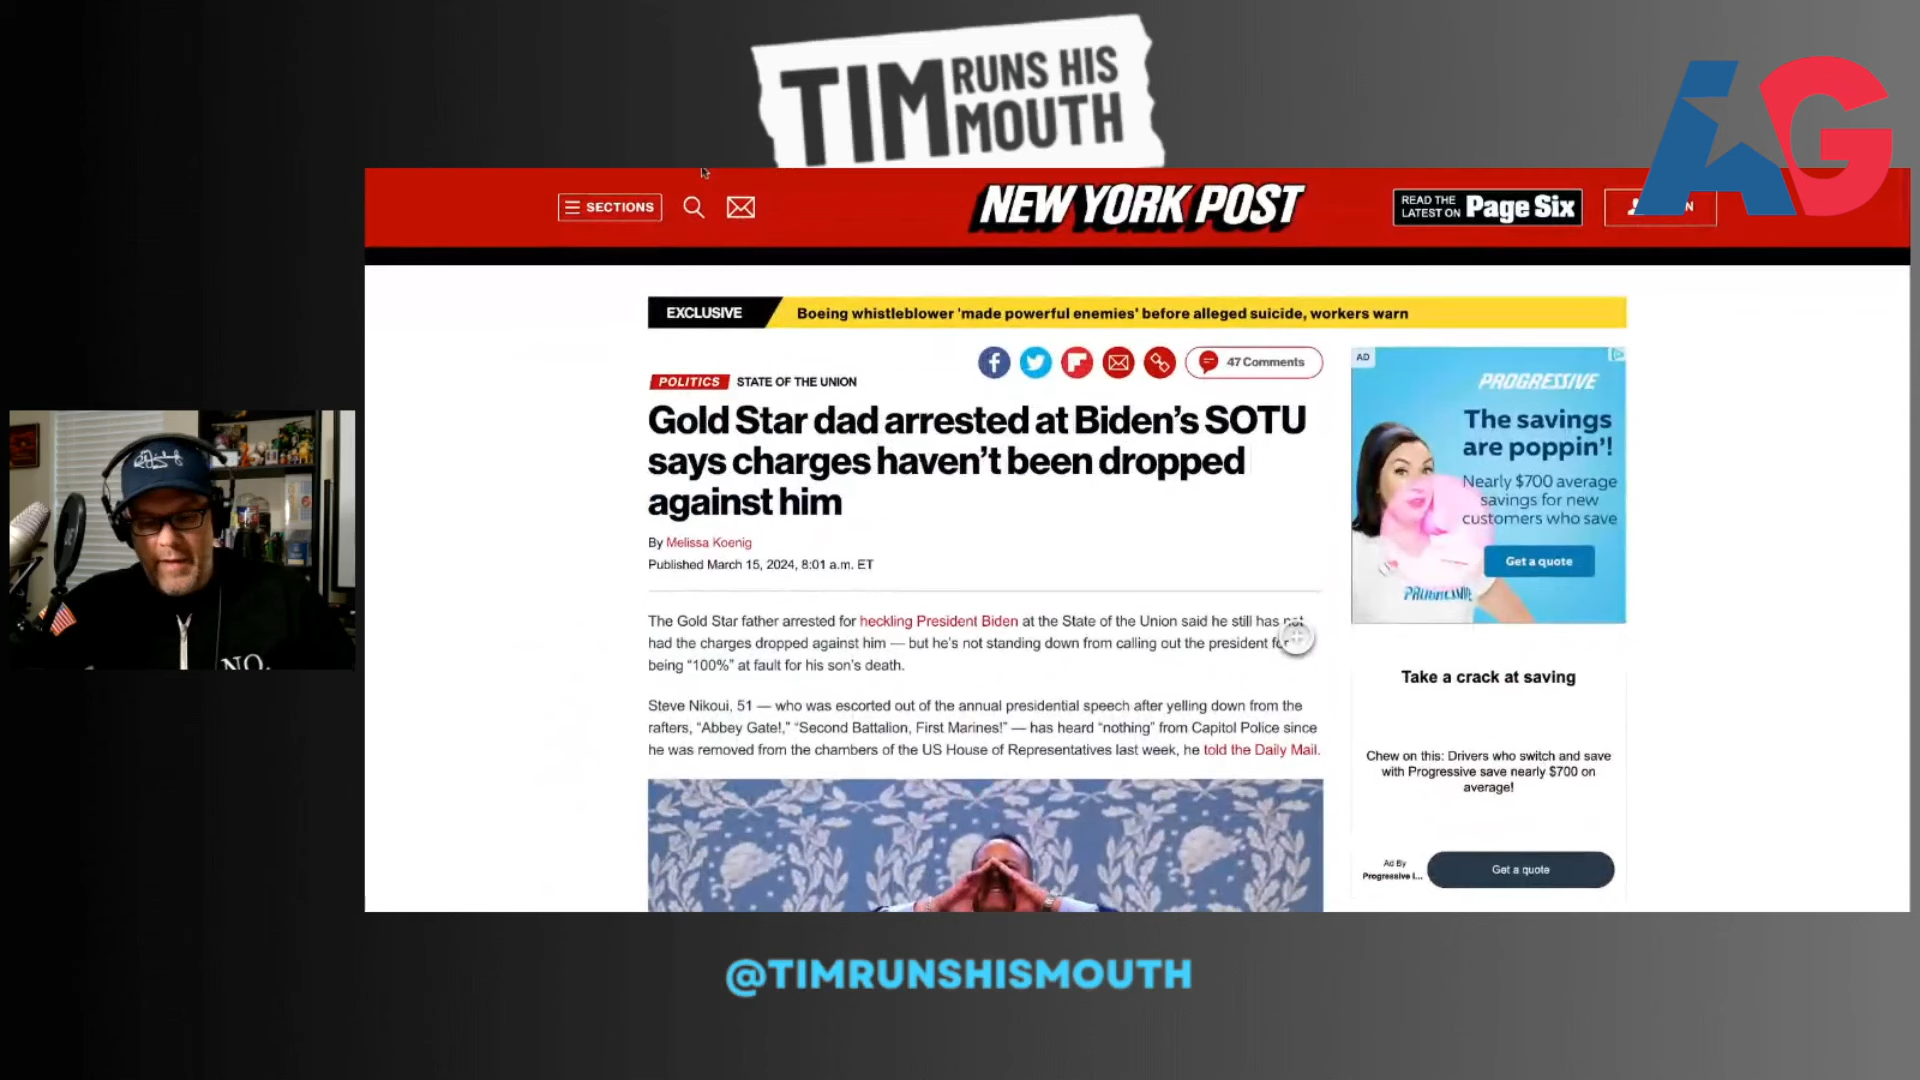 TIM RUNS HIS
MOUTH
AG
SECTIONS
NEW YORK POST
READ THE
LATEST ON Page Six
EXCLUSIVE
Boeing whistleblower 'made powerful enemies' before alleged suicide, workers warn
POLITICS STATE OF THE UNION
47 Comments
Gold Star dad arrested at Biden's SOTU
says charges haven't been dropped
against him
By Melissa Koenig
Published March 15, 2024, 8:01 a.m. ET
The Gold Star father arrested for heckling President Biden at the State of the Union said he still has not
had the charges dropped against him — but he's not standing down from calling out the president for
being “100%” at fault for his son's death.
Steve Nikoui, 51 — who was escorted out of the annual presidential speech after yelling down from the
rafters, “Abbey Gate!,” “Second Battalion, First Marines!” — has heard “nothing” from Capitol Police since
he was removed from the chambers of the US House of Representatives last week, he told the Daily Mail.
AD
PROGRESSIVE
The savings
are poppin'!
Nearly $700 average
savings for new
customers who save
Get a quote
PROGRESSIVE
Take a crack at saving
Chew on this: Drivers who switch and save
with Progressive save nearly $700 on
average!
Ad By
Progressive I...
Get a quote
NO.
@TIMRUNSHISMOUTH